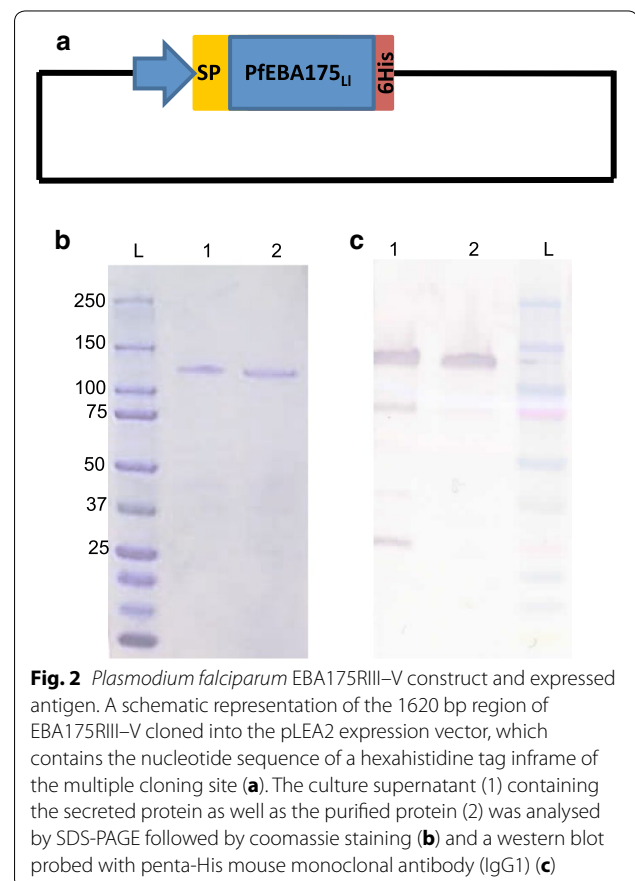 a
SP PfEBA175LI 6His
b
c
L 1 2
1 2 L
250
150
100
75
50
37
25
Fig. 2 Plasmodium falciparum EBA175RIII–V construct and expressed
antigen. A schematic representation of the 1620 bp region of
EBA175RIII–V cloned into the pLEA2 expression vector, which
contains the nucleotide sequence of a hexahistidine tag inframe of
the multiple cloning site (a). The culture supernatant (1) containing
the secreted protein as well as the purified protein (2) was analysed
by SDS-PAGE followed by coomassie staining (b) and a western blot
probed with penta-His mouse monoclonal antibody (IgG1) (c)